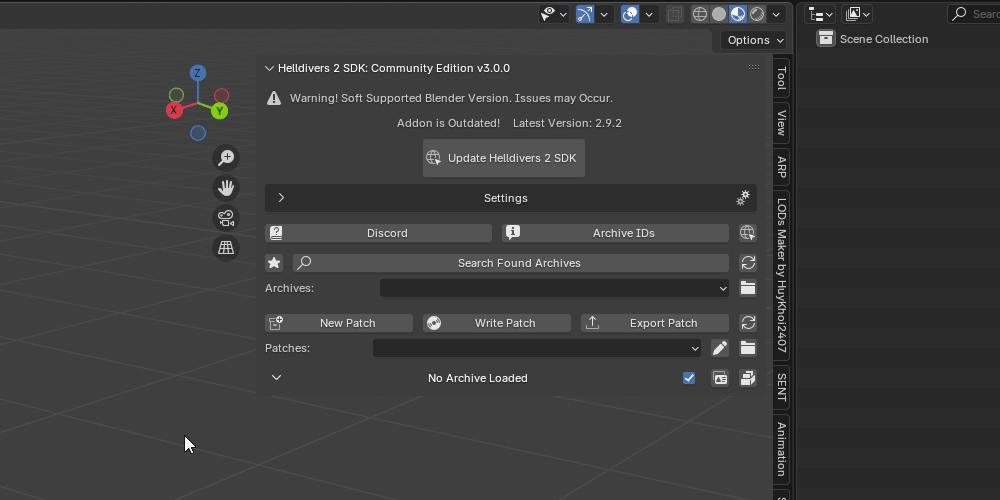 Options
Sear
Scene Collection
Helldivers 2 SDK: Community Edition v3.0.0
Warning! Soft Supported Blender Version. Issues may Occur.
Addon is Outdated! Latest Version: 2.9.2
Update Helldivers 2 SDK
Settings
Discord
Archive IDs
Search Found Archives
Archives:
New Patch
Write Patch
Export Patch
Patches:
No Archive Loaded
Z
X
Y
Tool
View
ARP
LODs Maker by HuyKhoi2407
SENT
Animation